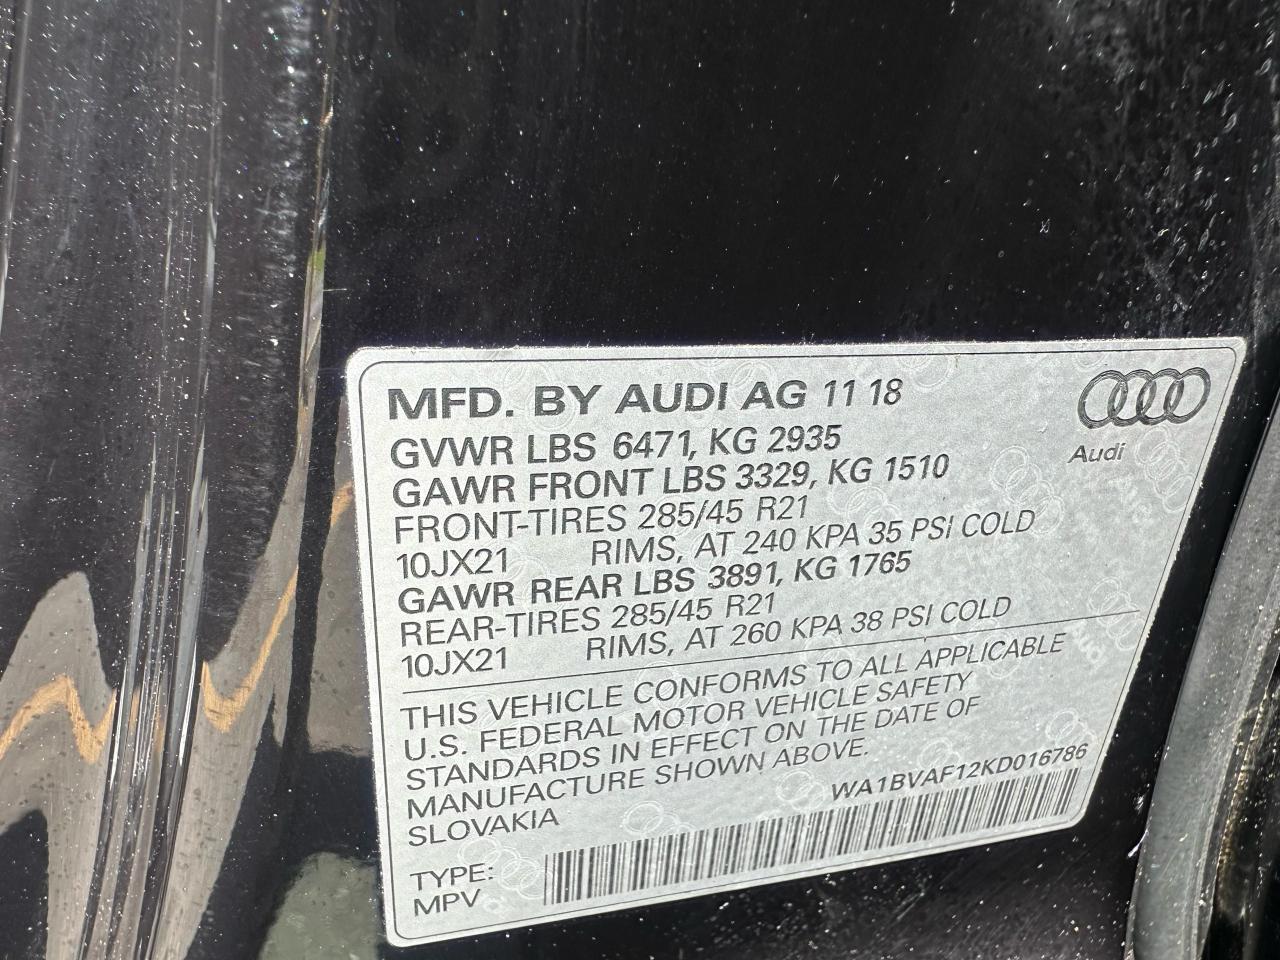 MFD. BY AUDI AG 11 18
Audi
GVWR LBS 6471, KG 2935
GAWR FRONT LBS 3329, KG 1510
FRONT-TIRES 285/45 R21
10JX21 RIMS, AT 240 KPA 35 PSI COLD
GAWR REAR LBS 3891, KG 1765
REAR-TIRES 285/45 R21
10JX21 RIMS, AT 260 KPA 38 PSI COLD
THIS VEHICLE CONFORMS TO ALL APPLICABLE
U.S. FEDERAL MOTOR VEHICLE SAFETY
STANDARDS IN EFFECT ON THE DATE OF
MANUFACTURE SHOWN ABOVE.
SLOVAKIA
WA1BVAF12KD016786
TYPE:
MPV